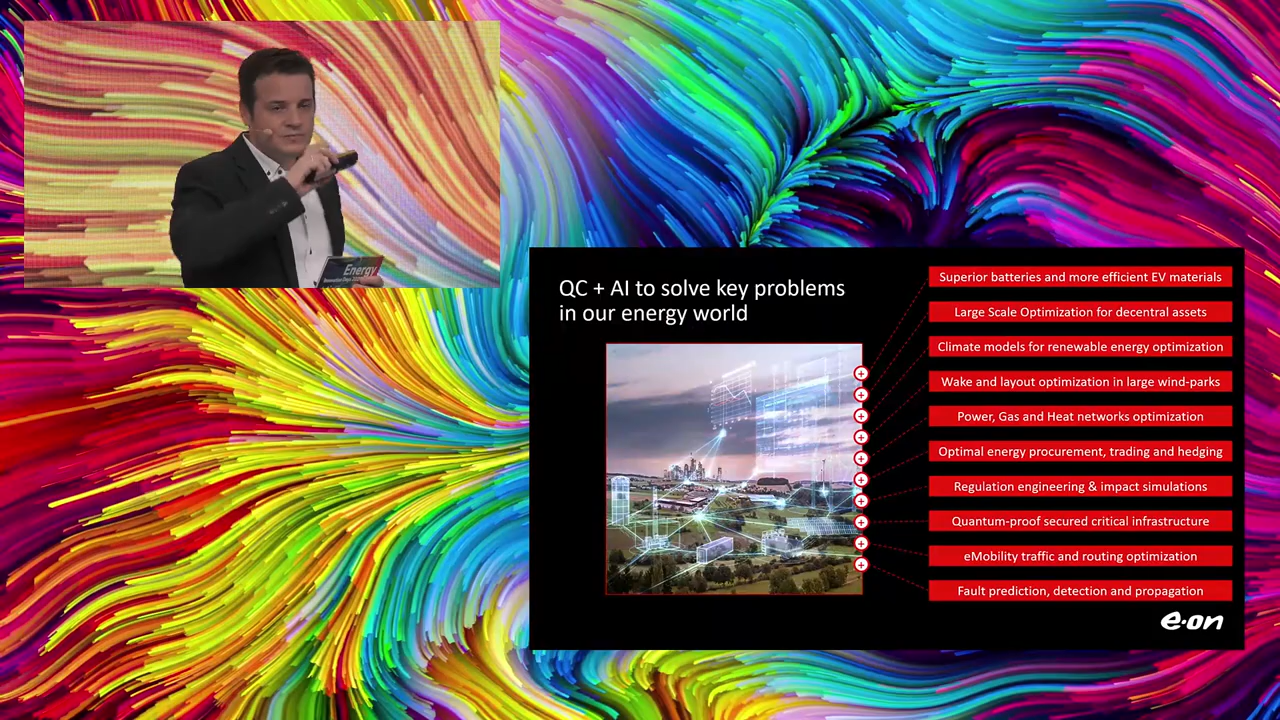 Energy
QC + AI to solve key problems
in our energy world
Superior batteries and more efficient EV materials
Large Scale Optimization for decentral assets
Climate models for renewable energy optimization
Wake and layout optimization in large wind-parks
Power, Gas and Heat networks optimization
Optimal energy procurement, trading and hedging
Regulation engineering & impact simulations
Quantum-proof secured critical infrastructure
eMobility traffic and routing optimization
Fault prediction, detection and propagation
e·on